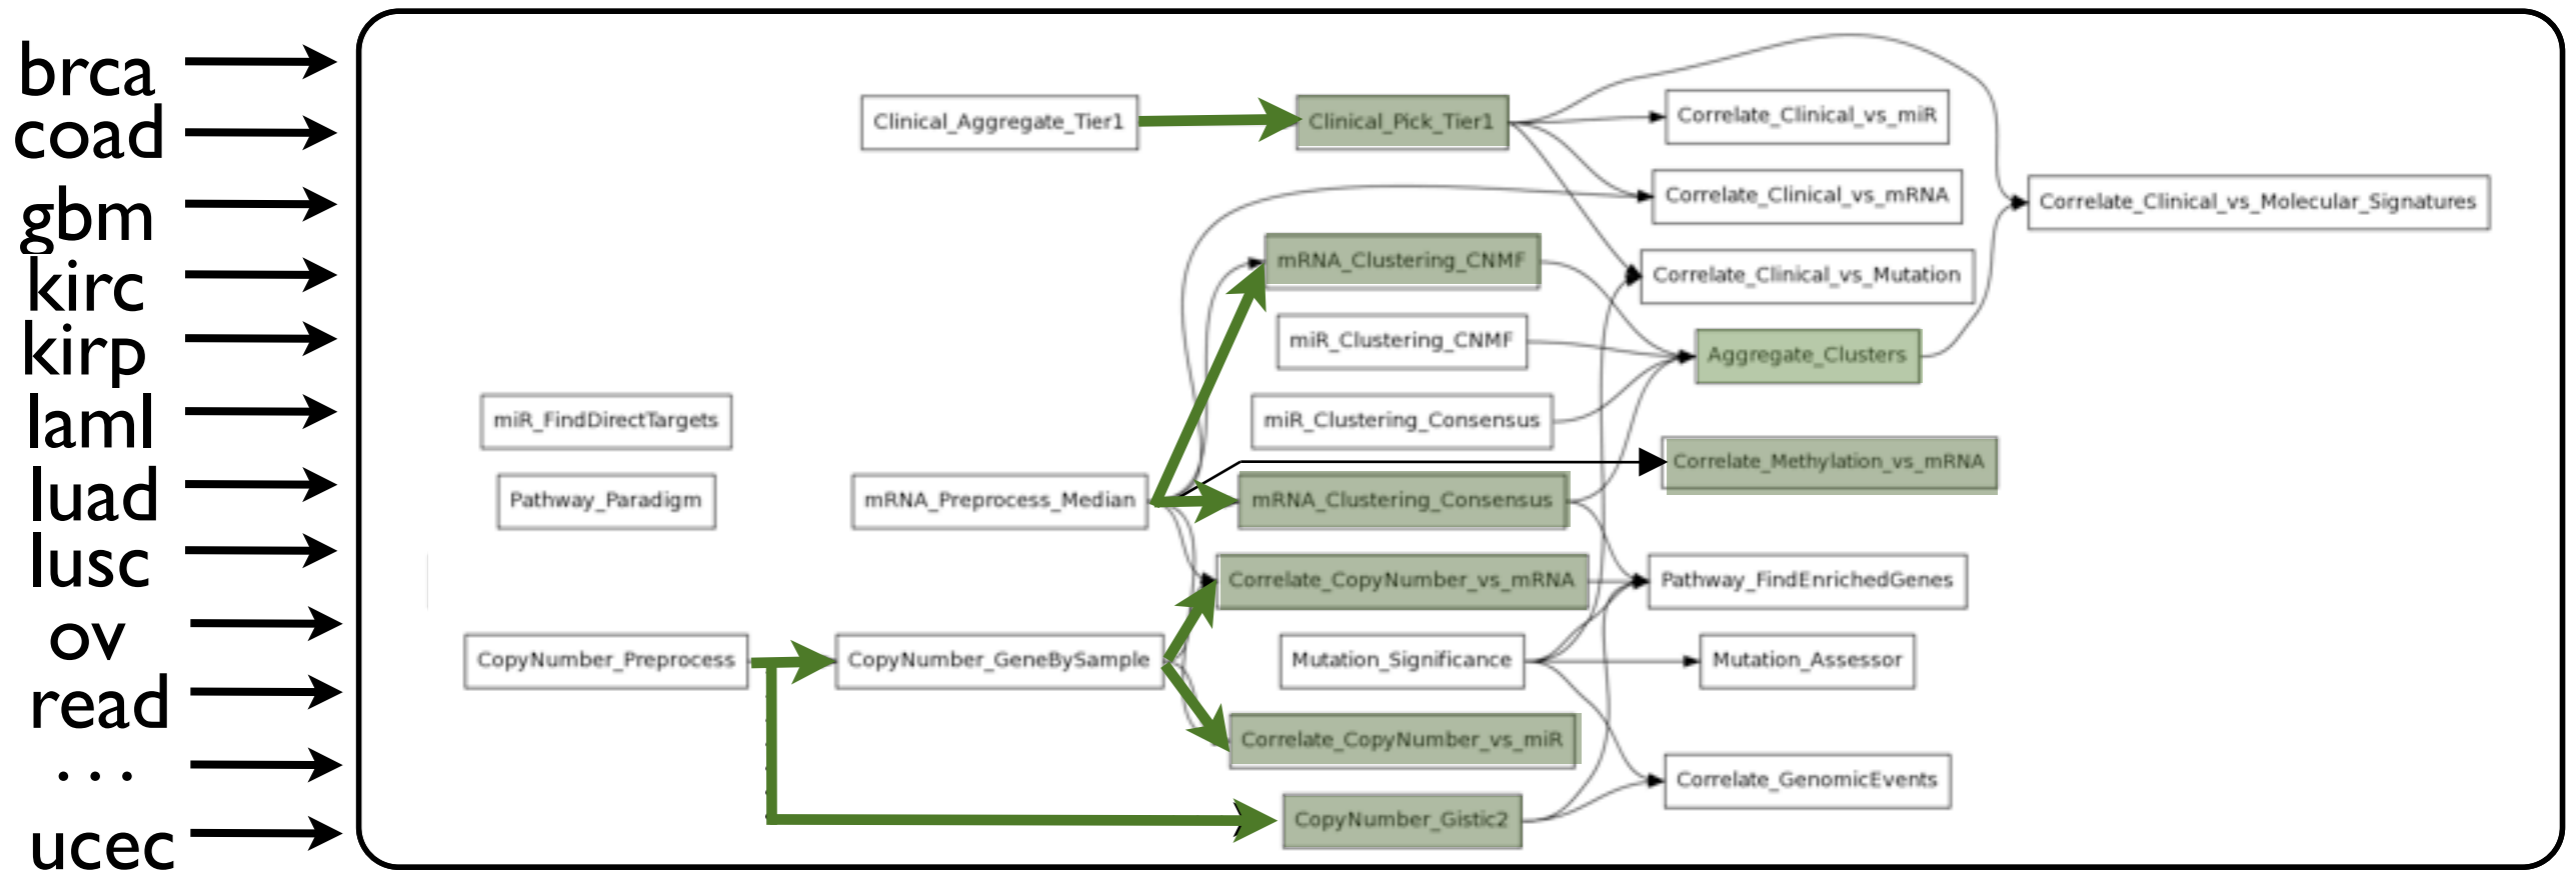 brca
coad
gbm
kirc
kirp
laml
luad
lusc
ov
read
...
ucec
Clinical_Aggregate_Tier1
Clinical_Pick_Tier1
Correlate_Clinical_vs_miR
Correlate_Clinical_vs_mRNA
Correlate_Clinical_vs_Molecular_Signatures
mRNA_Clustering_CNMF
Correlate_Clinical_vs_Mutation
miR_Clustering_CNMF
Aggregate_Clusters
miR_FindDirectTargets
miR_Clustering_Consensus
Correlate_Methylation_vs_mRNA
Pathway_Paradigm
mRNA_Preprocess_Median
mRNA_Clustering_Consensus
Correlate_CopyNumber_vs_mRNA
Pathway_FindEnrichedGenes
CopyNumber_Preprocess
CopyNumber_GeneBySample
Mutation_Significance
Mutation_Assessor
Correlate_CopyNumber_vs_miR
Correlate_GenomicEvents
CopyNumber_Gistic2